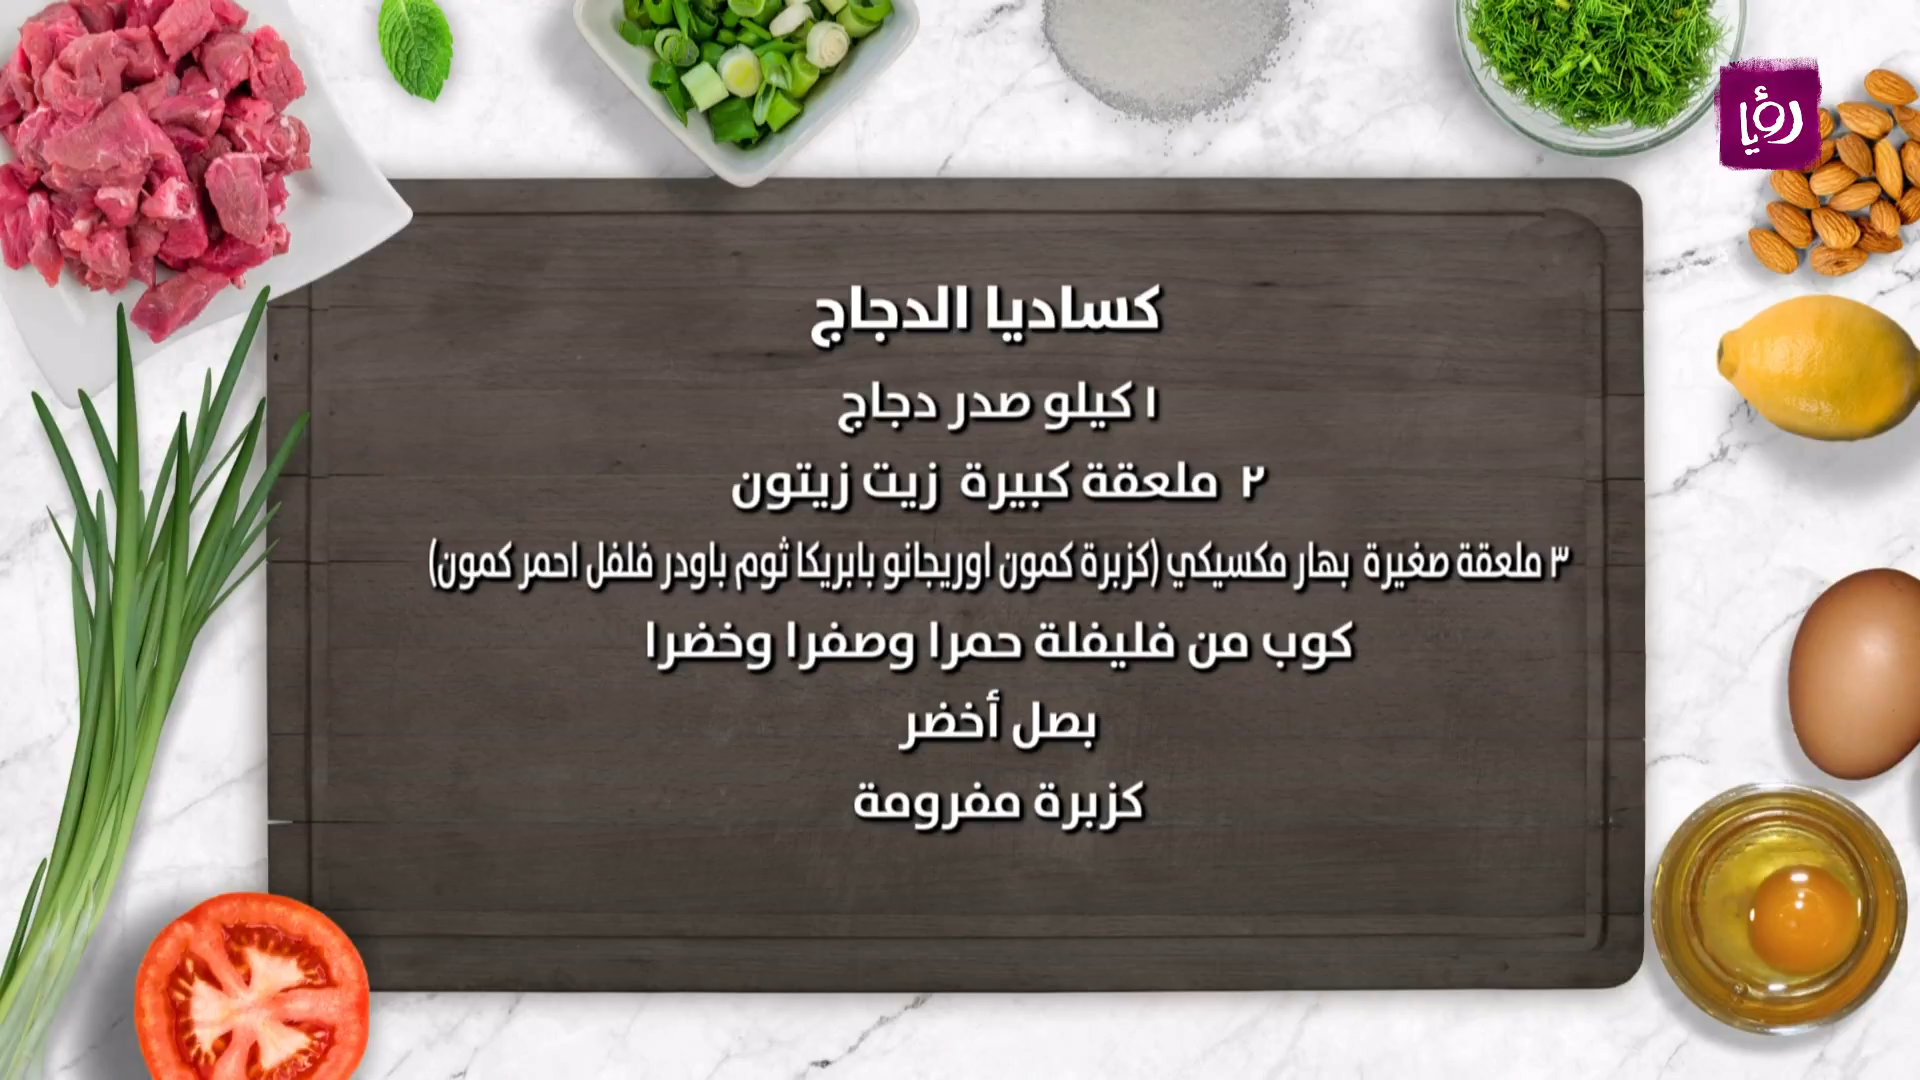 رؤيا
كساديا الدجاج
١ كيلو صدر دجاج
٢ ملعقة كبيرة زيت زيتون
٣ ملعقة صغيرة بهار مكسيكي (كزبرة كمون اوريجانو بابريكا ثوم باودر فلفل احمر كمون)
كوب من فليفلة حمرا وصفرا وخضرا
بصل أخضر
كزبرة مفرومة